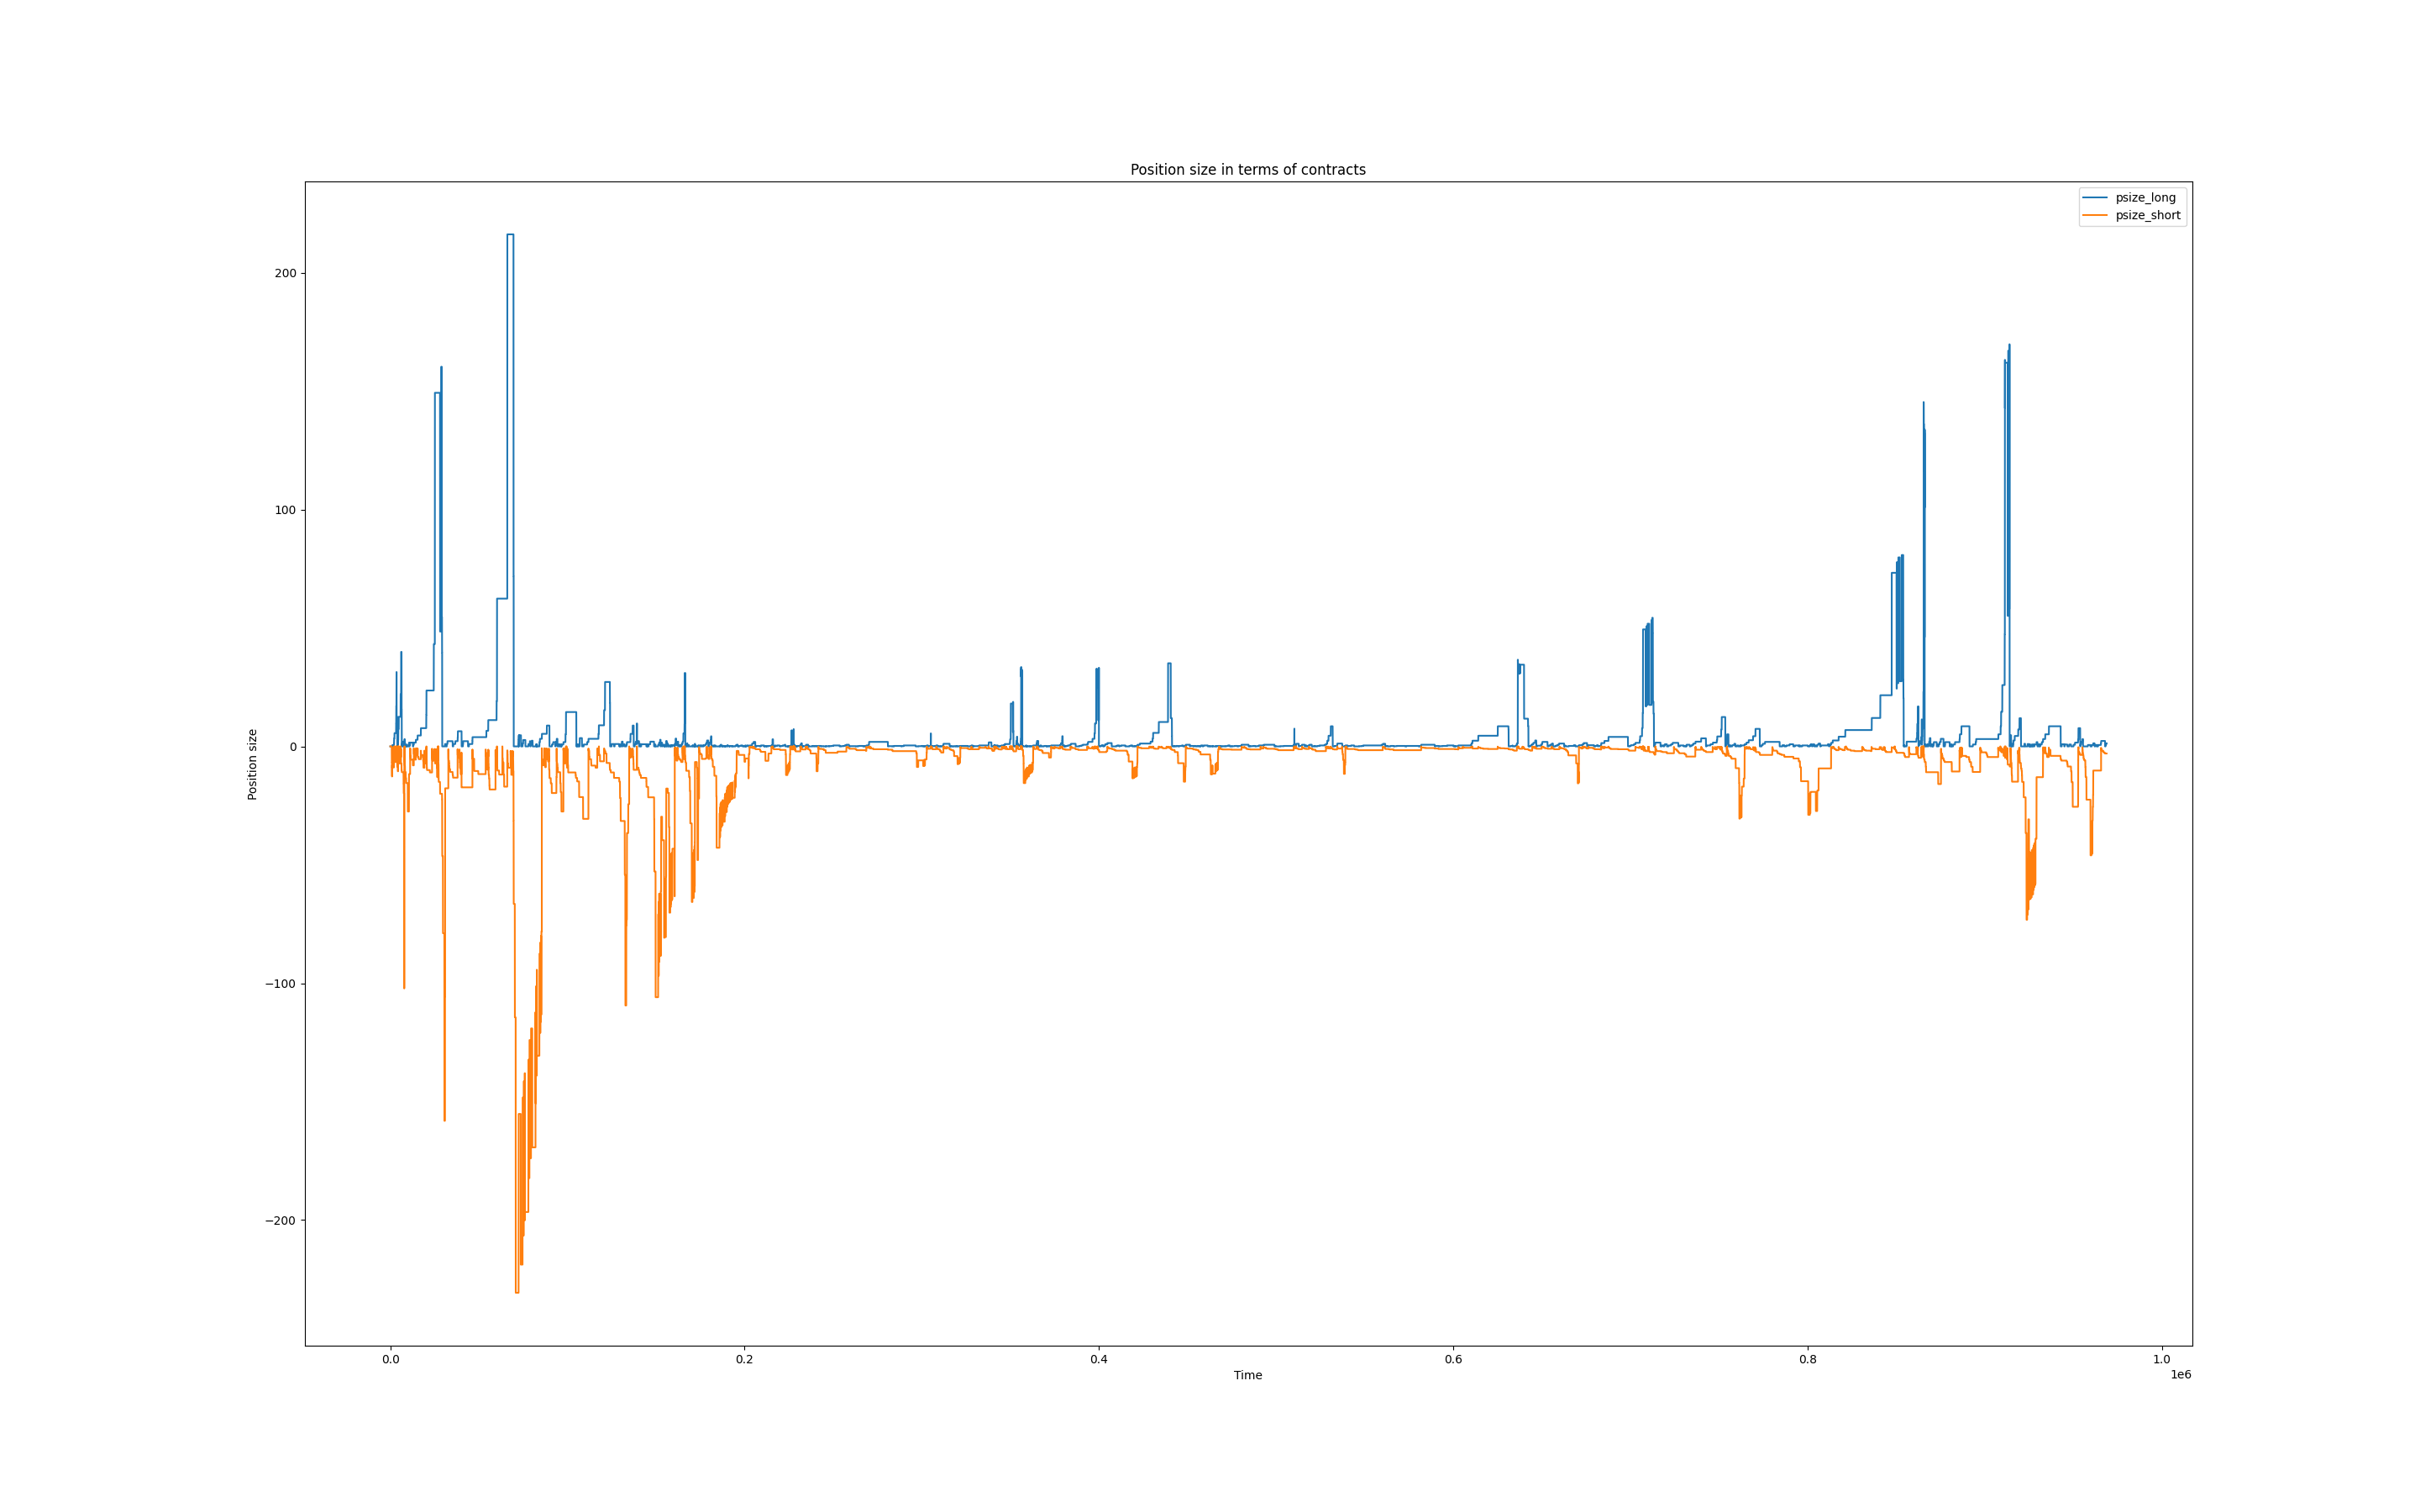 Position size in terms of contracts
psize_long
psize_short
Position size
200
100
0
−100
−200
0.0
0.2
0.4
0.6
0.8
1.0
1e6
Time